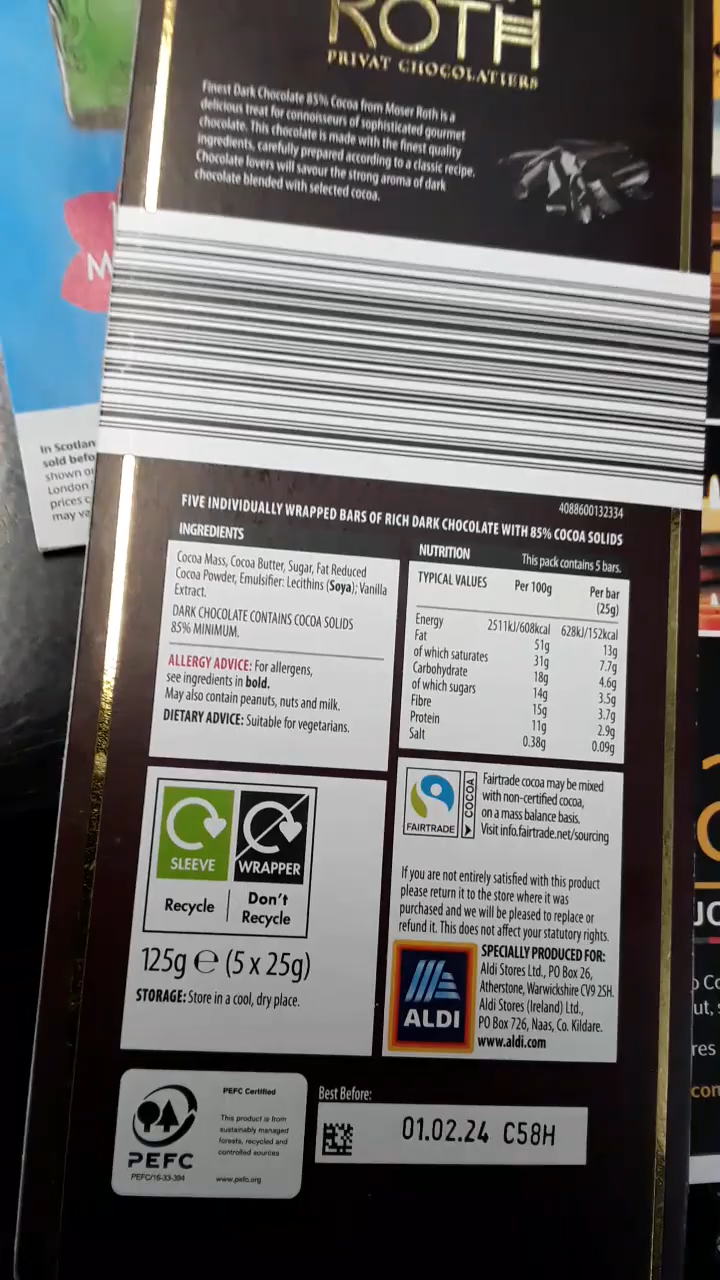 ROTH
PRIVAT CHOCOLATIERS
Finest Dark Chocolate 85% Cocoa from Moser Roth is a
delicious treat for connoisseurs of sophisticated gourmet
chocolate. This chocolate is made with the finest quality
ingredients, carefully prepared according to a classic recipe.
Chocolate lovers will savour the strong aroma of dark
chocolate blended with selected cocoa.
M
In Scotlan
sold befo
shown o
London
prices c
may va
4088600132334
FIVE INDIVIDUALLY WRAPPED BARS OF RICH DARK CHOCOLATE WITH 85% COCOA SOLIDS
INGREDIENTS
Cocoa Mass, Cocoa Butter, Sugar, Fat Reduced
Cocoa Powder, Emulsifier: Lecithins (Soya); Vanilla
Extract.
DARK CHOCOLATE CONTAINS COCOA SOLIDS
85% MINIMUM.
ALLERGY ADVICE: For allergens,
see ingredients in bold.
May also contain peanuts, nuts and milk.
DIETARY ADVICE: Suitable for vegetarians.
NUTRITION This pack contains 5 bars.
TYPICAL VALUES Per 100g Per bar
(25g)
Energy 2511kJ/608kcal 628kJ/152kcal
Fat 51g 13g
of which saturates 31g 7.7g
Carbohydrate 18g 4.6g
of which sugars 14g 3.5g
Fibre 15g 3.7g
Protein 11g 2.9g
Salt 0.38g 0.09g
SLEEVE WRAPPER
Recycle Don't
Recycle
125g e (5 x 25g)
STORAGE: Store in a cool, dry place.
FAIRTRADE
COCOA
Fairtrade cocoa may be mixed
with non-certified cocoa,
on a mass balance basis.
Visit info.fairtrade.net/sourcing
If you are not entirely satisfied with this product
please return it to the store where it was
purchased and we will be pleased to replace or
refund it. This does not affect your statutory rights.
ALDI
SPECIALLY PRODUCED FOR:
Aldi Stores Ltd., PO Box 26,
Atherstone, Warwickshire CV9 2SH.
Aldi Stores (Ireland) Ltd.,
PO Box 726, Naas, Co. Kildare.
www.aldi.com
PEFC
PEFC/16-33-394
PEFC Certified
This product is from
sustainably managed
forests, recycled and
controlled sources
www.pefc.org
Best Before:
01.02.24 C58H
JO
Co
ut,
res
con